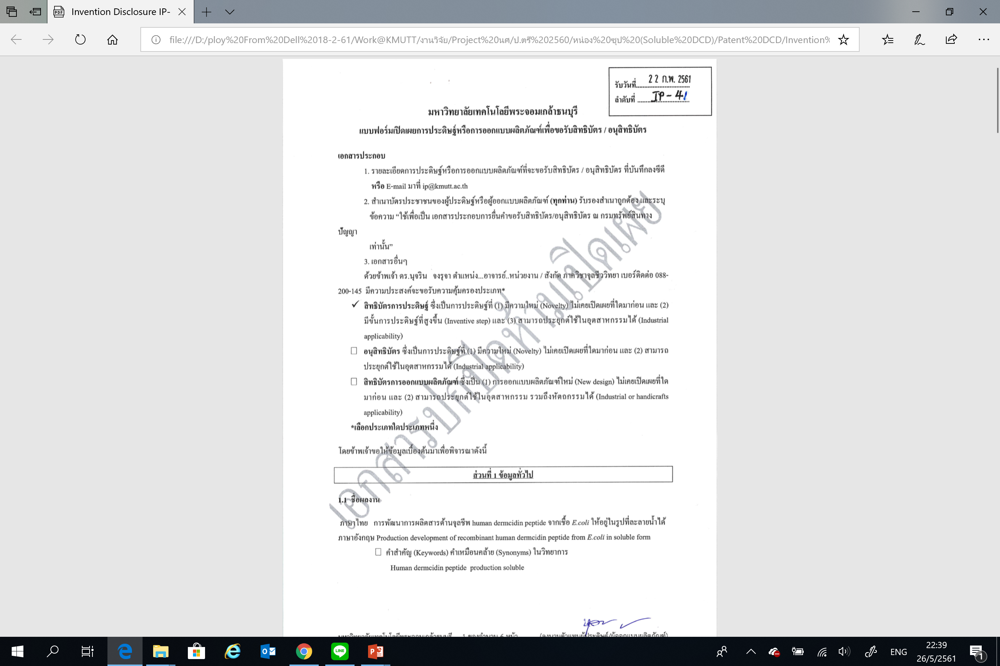 Invention Disclosure IP-
file:///D:/ploy%20From%20Dell%2018-2-61/Work@KMUTT/งานวิจัย/Project%20นศ/ป.ตรี%202560/หน่อง%20ซุป%20(Soluble%20DCD)/Patent%20DCD/Invention%
รับวันที่ 22 ก.พ. 2561
ลำดับที่ IP-41
มหาวิทยาลัยเทคโนโลยีพระจอมเกล้าธนบุรี
แบบฟอร์มเปิดเผยการประดิษฐ์หรือการออกแบบผลิตภัณฑ์เพื่อขอรับสิทธิบัตร / อนุสิทธิบัตร
เอกสารประกอบ
1. รายละเอียดการประดิษฐ์หรือการออกแบบผลิตภัณฑ์ที่จะขอรับสิทธิบัตร / อนุสิทธิบัตร ที่บันทึกลงซีดี
หรือ E-mail มาที่ ip@kmutt.ac.th
2. สำเนาบัตรประชาชนของผู้ประดิษฐ์หรือผู้ออกแบบผลิตภัณฑ์ (ทุกท่าน) รับรองสำเนาถูกต้อง และระบุ
ข้อความ “ใช้เพื่อเป็น เอกสารประกอบการยื่นคำขอรับสิทธิบัตร/อนุสิทธิบัตร ณ กรมทรัพย์สินทาง
ปัญญา
เท่านั้น”
3. เอกสารอื่นๆ
ด้วยข้าพเจ้า ดร.นุจริน จงรุจา ตำแหน่ง...อาจารย์..หน่วยงาน / สังกัด ภาควิชาจุลชีววิทยา เบอร์ติดต่อ 088-
200-145 มีความประสงค์จะขอรับความคุ้มครองประเภท*
✓ สิทธิบัตรการประดิษฐ์ ซึ่งเป็นการประดิษฐ์ที่ (1) มีความใหม่ (Novelty) ไม่เคยเปิดเผยที่ใดมาก่อน และ (2)
มีขั้นการประดิษฐ์ที่สูงขึ้น (Inventive step) และ (3) สามารถประยุกต์ใช้ในอุตสาหกรรมได้ (Industrial
applicability)
☐ อนุสิทธิบัตร ซึ่งเป็นการประดิษฐ์ที่ (1) มีความใหม่ (Novelty) ไม่เคยเปิดเผยที่ใดมาก่อน และ (2) สามารถ
ประยุกต์ใช้ในอุตสาหกรรมได้ (Industrial applicability)
☐ สิทธิบัตรการออกแบบผลิตภัณฑ์ ซึ่งเป็น (1) การออกแบบผลิตภัณฑ์ใหม่ (New design) ไม่เคยเปิดเผยที่ใด
มาก่อน และ (2) สามารถประยุกต์ใช้ในอุตสาหกรรม รวมถึงหัตถกรรมได้ (Industrial or handicrafts
applicability)
*เลือกประเภทใดประเภทหนึ่ง
โดยข้าพเจ้าขอให้ข้อมูลเบื้องต้นมาเพื่อพิจารณาดังนี้
ส่วนที่ 1 ข้อมูลทั่วไป
1.1 ชื่อผลงาน
ภาษาไทย การพัฒนาการผลิตสารต้านจุลชีพ human dermcidin peptide จากเชื้อ E.coli ให้อยู่ในรูปที่ละลายน้ำได้
ภาษาอังกฤษ Production development of recombinant human dermcidin peptide from E.coli in soluble form
☐ คำสำคัญ (Keywords) คำเหมือนคล้าย (Synonyms) ในวิทยาการ
Human dermcidin peptide production soluble
เอกสารปกปิดห้ามเปิดเผย
มหาวิทยาลัยเทคโนโลยีพระจอมเกล้าธนบุรี 1 ของจำนวน 6 หน้า (ลงนามตัวแทนผู้ประดิษฐ์/ผู้ออกแบบผลิตภัณฑ์)
LINE
ENG
22:39
26/5/2561
1